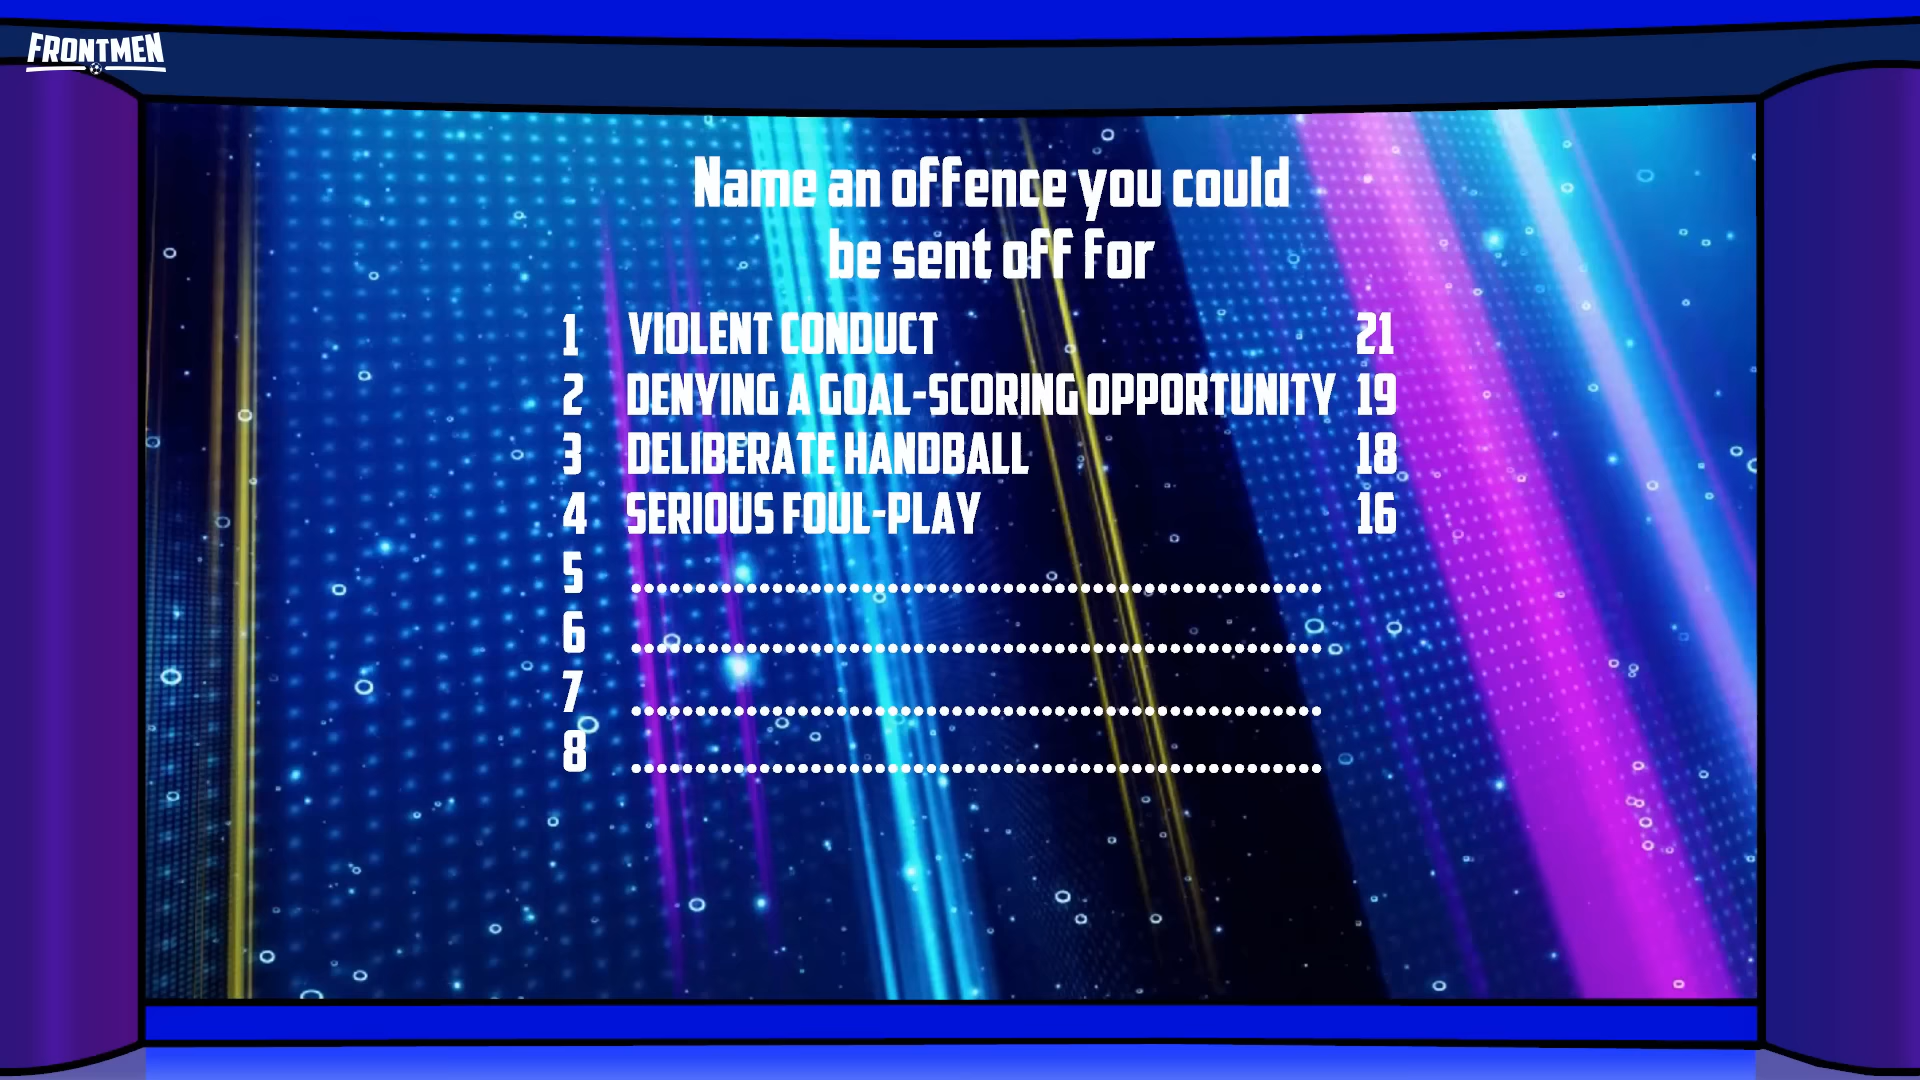 FRONTMEN
Name an offence you could
be sent off for
1 VIOLENT CONDUCT 21
2 DENYING A GOAL-SCORING OPPORTUNITY 19
3 DELIBERATE HANDBALL 18
4 SERIOUS FOUL-PLAY 16
5 ......................................................
6 ......................................................
7 ......................................................
8 ......................................................